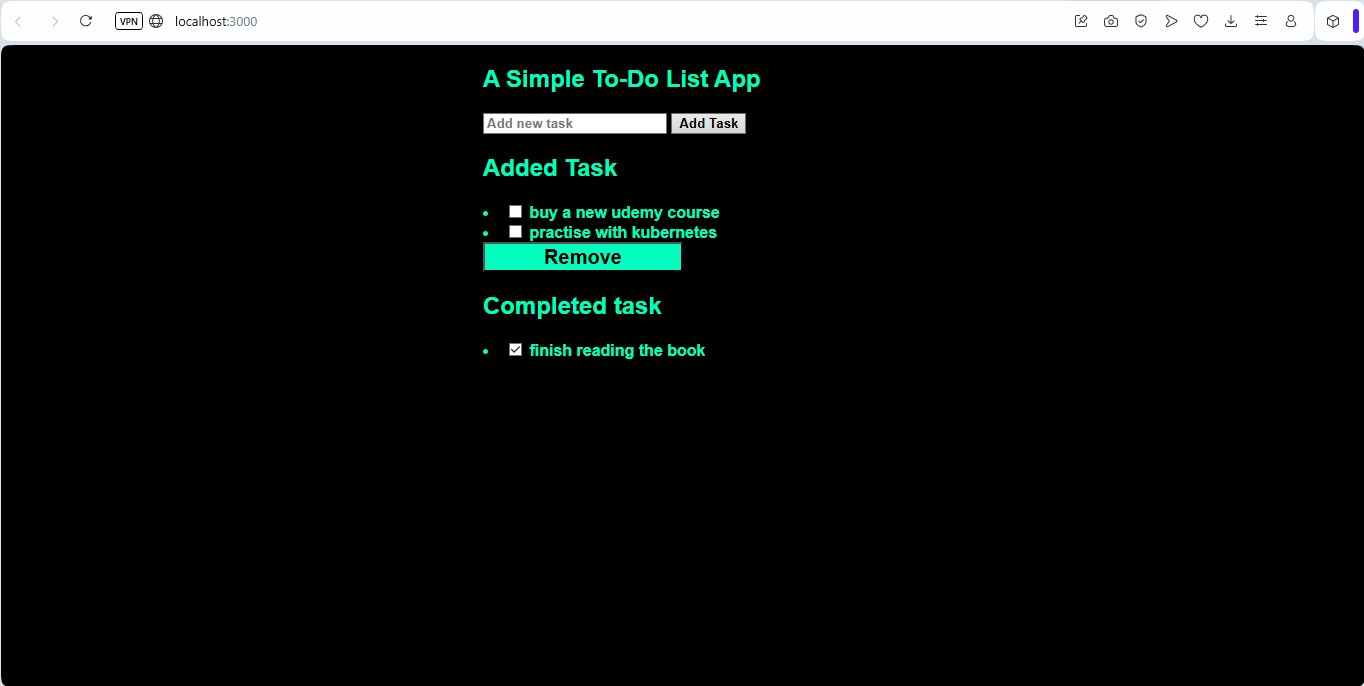 VPN localhost:3000
A Simple To-Do List App
Add new task Add Task
Added Task
buy a new udemy course
practise with kubernetes
Remove
Completed task
finish reading the book